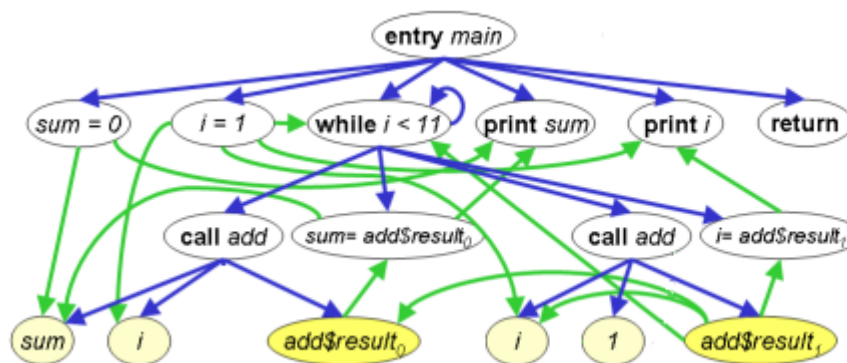 entry main
sum = 0
i = 1
while i < 11
print sum
print i
return
call add
sum= add$result₀
call add
i= add$result₁
sum
i
add$result₀
i
1
add$result₁